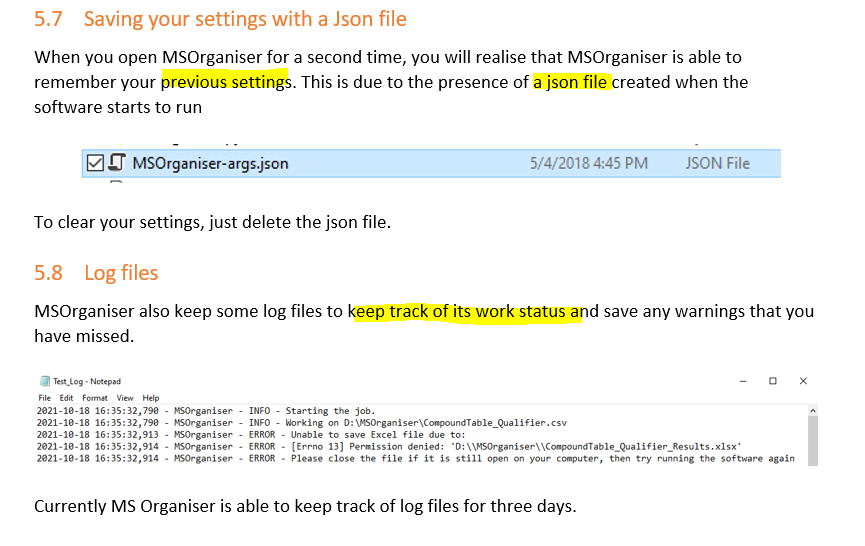 5.7 Saving your settings with a Json file
When you open MSOrganiser for a second time, you will realise that MSOrganiser is able to
remember your previous settings. This is due to the presence of a json file created when the
software starts to run
MSOrganiser-args.json 5/4/2018 4:45 PM JSON File
To clear your settings, just delete the json file.
5.8 Log files
MSOrganiser also keep some log files to keep track of its work status and save any warnings that you
have missed.
Test_Log - Notepad
File Edit Format View Help
2021-10-18 16:35:32,790 - MSOrganiser - INFO - Starting the job.
2021-10-18 16:35:32,790 - MSOrganiser - INFO - Working on D:\MSOrganiser\CompoundTable_Qualifier.csv
2021-10-18 16:35:32,913 - MSOrganiser - ERROR - Unable to save Excel file due to:
2021-10-18 16:35:32,914 - MSOrganiser - ERROR - [Errno 13] Permission denied: 'D:\\MSOrganiser\\CompoundTable_Qualifier_Results.xlsx'
2021-10-18 16:35:32,914 - MSOrganiser - ERROR - Please close the file if it is still open on your computer, then try running the software again
Currently MS Organiser is able to keep track of log files for three days.